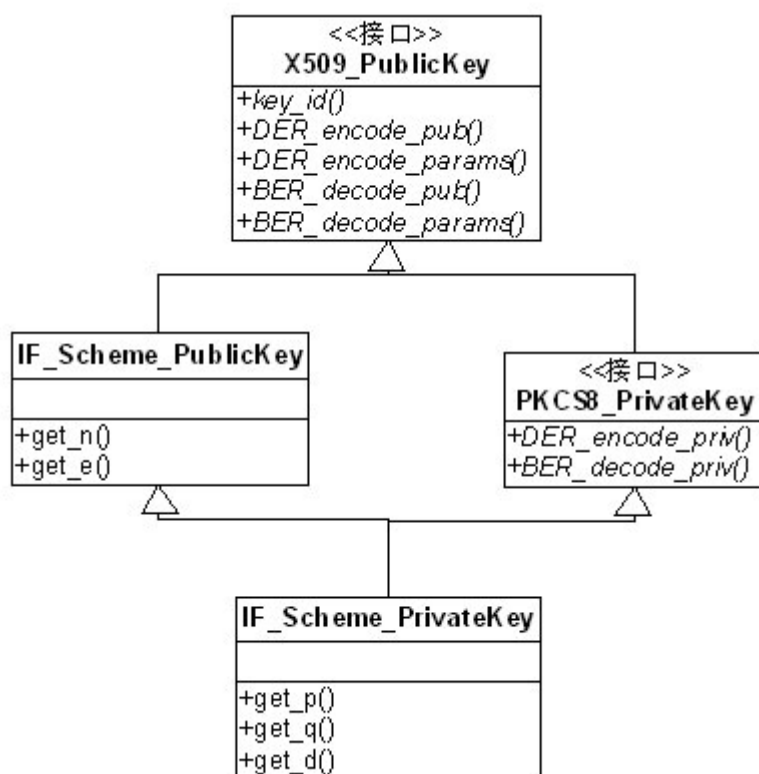 <<接口>>
X509_PublicKey
+key_id()
+DER_encode_pub()
+DER_encode_params()
+BER_decode_pub()
+BER_decode_params()
IF_Scheme_PublicKey
+get_n()
+get_e()
<<接口>>
PKCS8_PrivateKey
+DER_encode_priv()
+BER_decode_priv()
IF_Scheme_PrivateKey
+get_p()
+get_q()
+get_d()